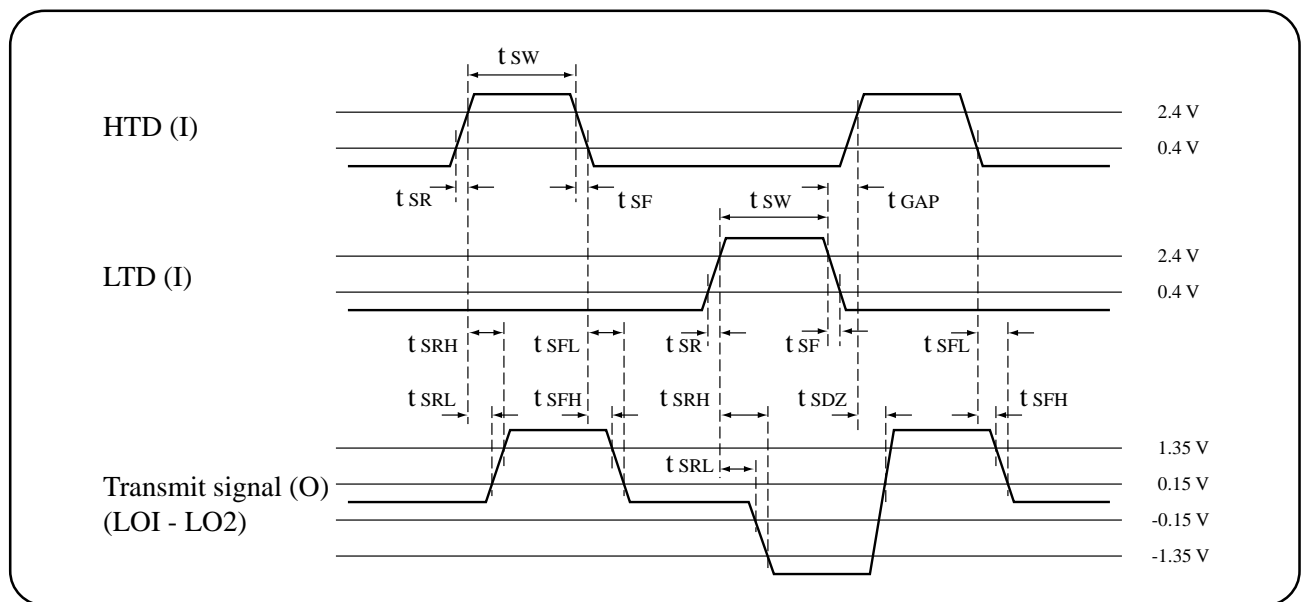 t SW
HTD (I)
2.4 V
0.4 V
t SR
t SF
t SW
t GAP
LTD (I)
2.4 V
0.4 V
t SRH
t SFL
t SR
t SF
t SFL
t SRL
t SFH
t SRH
t SDZ
t SFH
t SRL
1.35 V
Transmit signal (O)
0.15 V
(LOI - LO2)
-0.15 V
-1.35 V